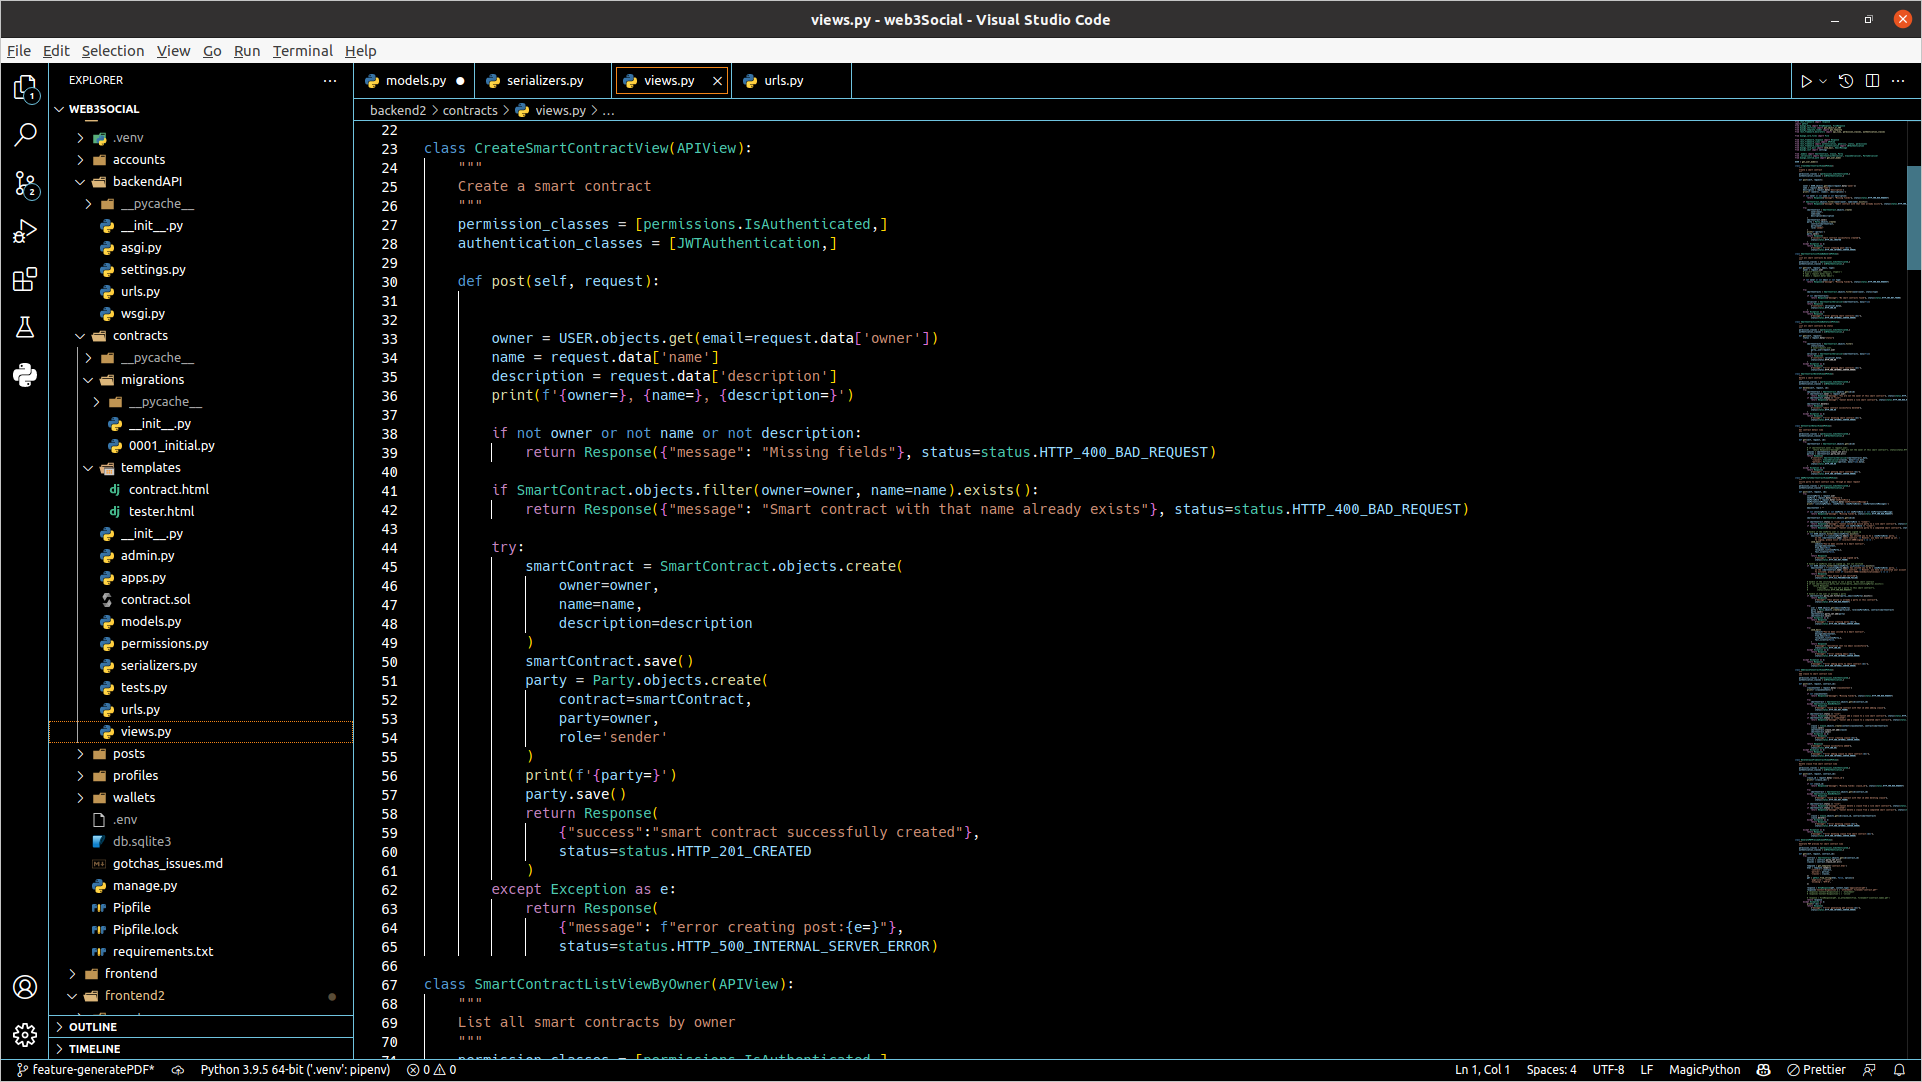 views.py - web3Social - Visual Studio Code
File Edit Selection View Go Run Terminal Help
EXPLORER
WEB3SOCIAL
.venv
accounts
backendAPI
__pycache__
__init__.py
asgi.py
settings.py
urls.py
wsgi.py
contracts
__pycache__
migrations
__pycache__
__init__.py
0001_initial.py
templates
dj contract.html
dj tester.html
__init__.py
admin.py
apps.py
contract.sol
models.py
permissions.py
serializers.py
tests.py
urls.py
views.py
posts
profiles
wallets
.env
db.sqlite3
gotchas_issues.md
manage.py
Pipfile
Pipfile.lock
requirements.txt
frontend
frontend2
OUTLINE
TIMELINE
1
2
models.py serializers.py views.py urls.py
backend2 > contracts > views.py > ...
22
23 class CreateSmartContractView(APIView):
24 """
25 Create a smart contract
26 """
27 permission_classes = [permissions.IsAuthenticated,]
28 authentication_classes = [JWTAuthentication,]
29
30 def post(self, request):
31
32
33 owner = USER.objects.get(email=request.data['owner'])
34 name = request.data['name']
35 description = request.data['description']
36 print(f'{owner=}, {name=}, {description=}')
37
38 if not owner or not name or not description:
39 return Response({"message": "Missing fields"}, status=status.HTTP_400_BAD_REQUEST)
40
41 if SmartContract.objects.filter(owner=owner, name=name).exists():
42 return Response({"message": "Smart contract with that name already exists"}, status=status.HTTP_400_BAD_REQUEST)
43
44 try:
45 smartContract = SmartContract.objects.create(
46 owner=owner,
47 name=name,
48 description=description
49 )
50 smartContract.save()
51 party = Party.objects.create(
52 contract=smartContract,
53 party=owner,
54 role='sender'
55 )
56 print(f'{party=}')
57 party.save()
58 return Response(
59 {"success":"smart contract successfully created"},
60 status=status.HTTP_201_CREATED
61 )
62 except Exception as e:
63 return Response(
64 {"message": f"error creating post:{e=}"},
65 status=status.HTTP_500_INTERNAL_SERVER_ERROR)
66
67 class SmartContractListViewByOwner(APIView):
68 """
69 List all smart contracts by owner
70 """
71 permission_classes = [permissions.IsAuthenticated,]
feature-generatePDF* Python 3.9.5 64-bit ('.venv': pipenv) 0 0 Ln 1, Col 1 Spaces: 4 UTF-8 LF MagicPython Prettier